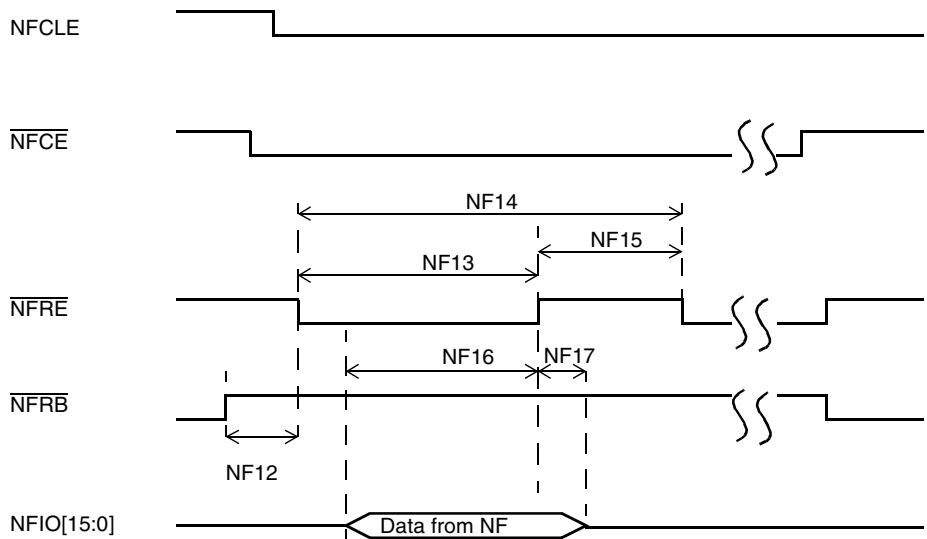 NFCLE
NFCE
NF14
NF15
NF13
NFRE
NF16
NF17
NFRB
NF12
NFIO[15:0]
Data from NF